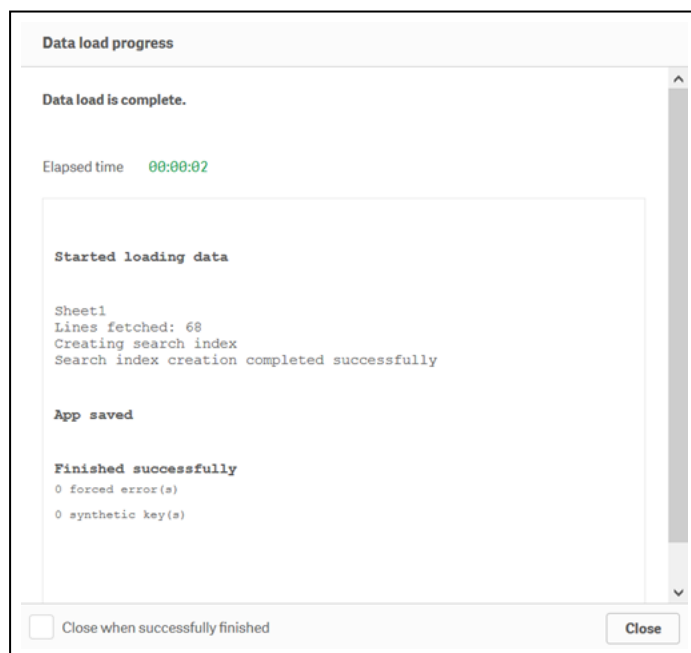 Data load progress
Data load is complete.
Elapsed time 00:00:02
Started loading data
Sheet1
Lines fetched: 68
Creating search index
Search index creation completed successfully
App saved
Finished successfully
0 forced error(s)
0 synthetic key(s)
Close when successfully finished
Close